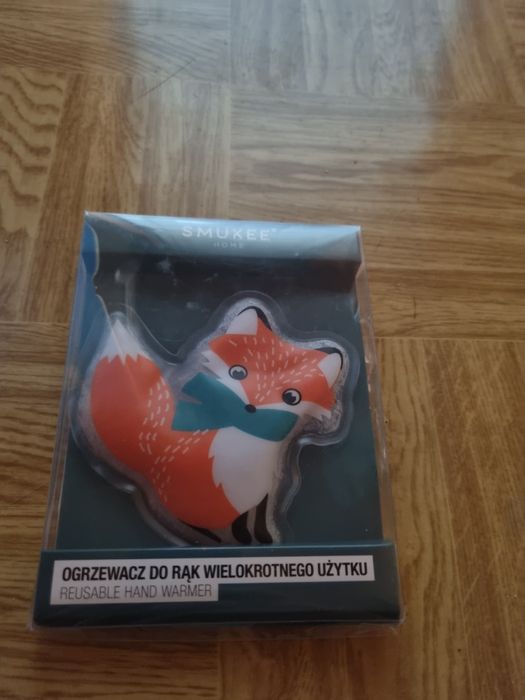 SMUKEE®
HOME
OGRZEWACZ DO RĄK WIELOKROTNEGO UŻYTKU
REUSABLE HAND WARMER